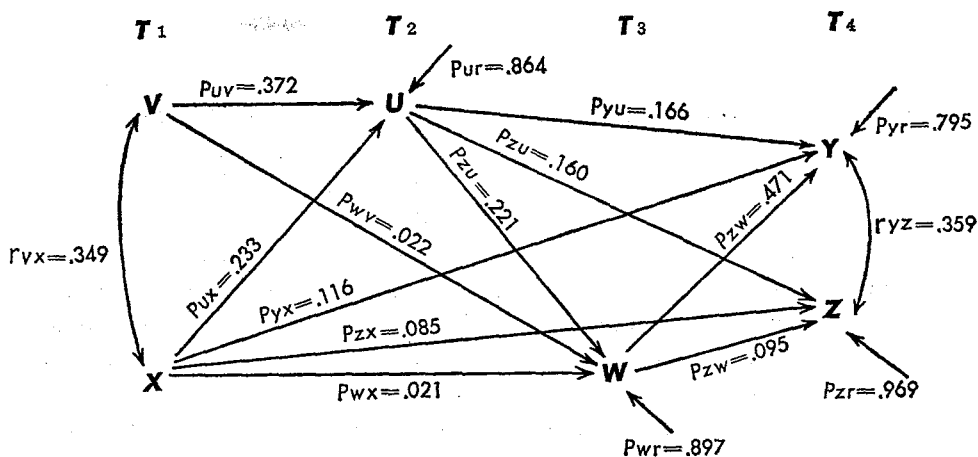 T1 T2 T3 T4
Pur=.864
Puv=.372
V U
Pyu=.166
Pyr=.795
Y
Pzu=.160
Pzu=.221
Pzw=.471
Pwv=.022
rvx=.349
ryz=.359
Pux=.233
Pyx=.116
Pzx=.085
Z
X W
Pzw=.095
Pwx=.021
Pzr=.969
Pwr=.897